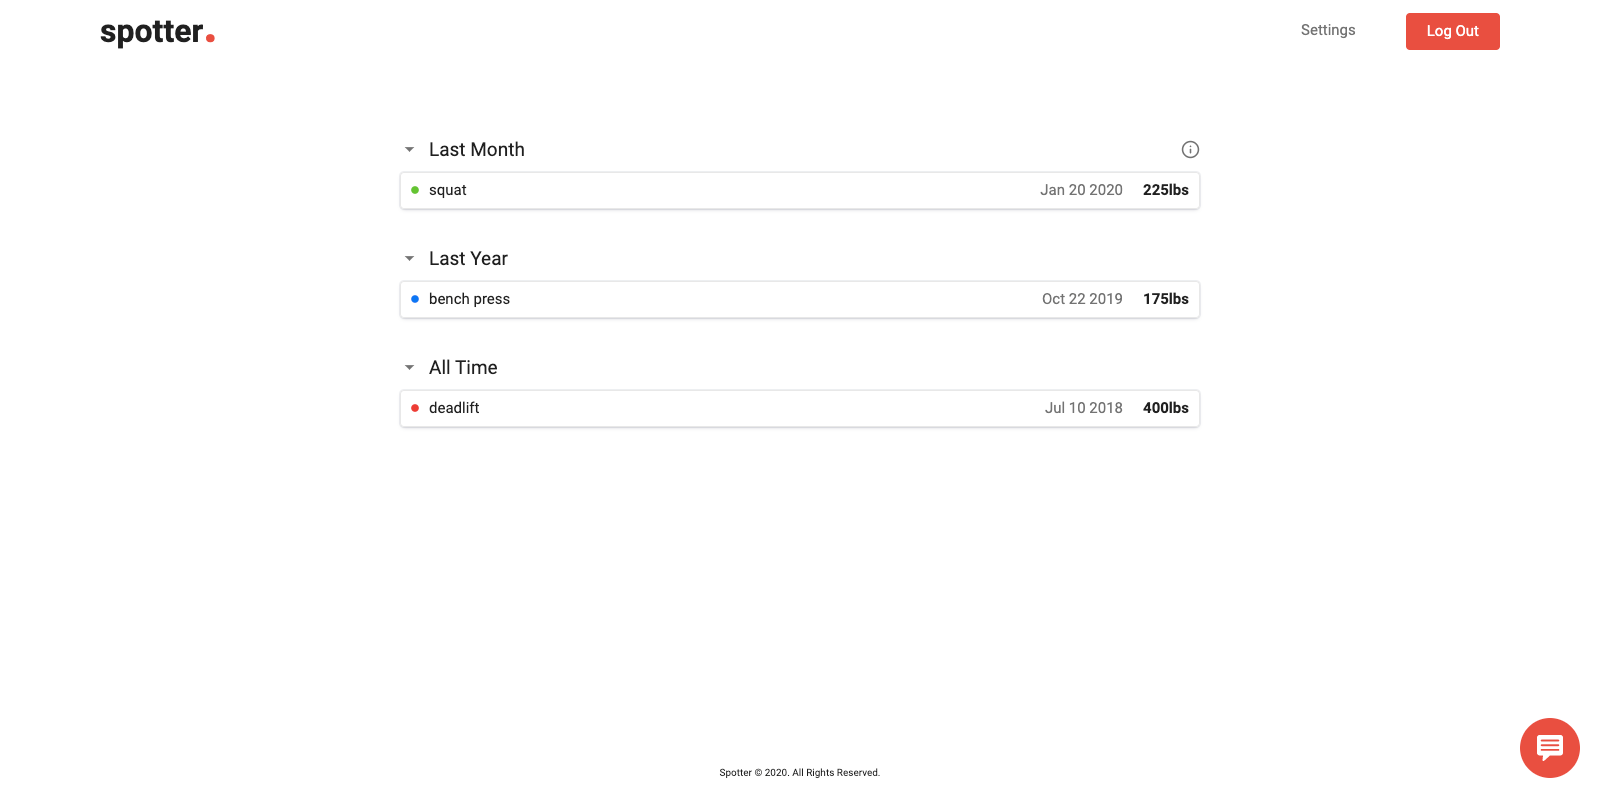 spotter.
Settings
Log Out
Last Month
squat Jan 20 2020 225lbs
Last Year
bench press Oct 22 2019 175lbs
All Time
deadlift Jul 10 2018 400lbs
Spotter © 2020. All Rights Reserved.